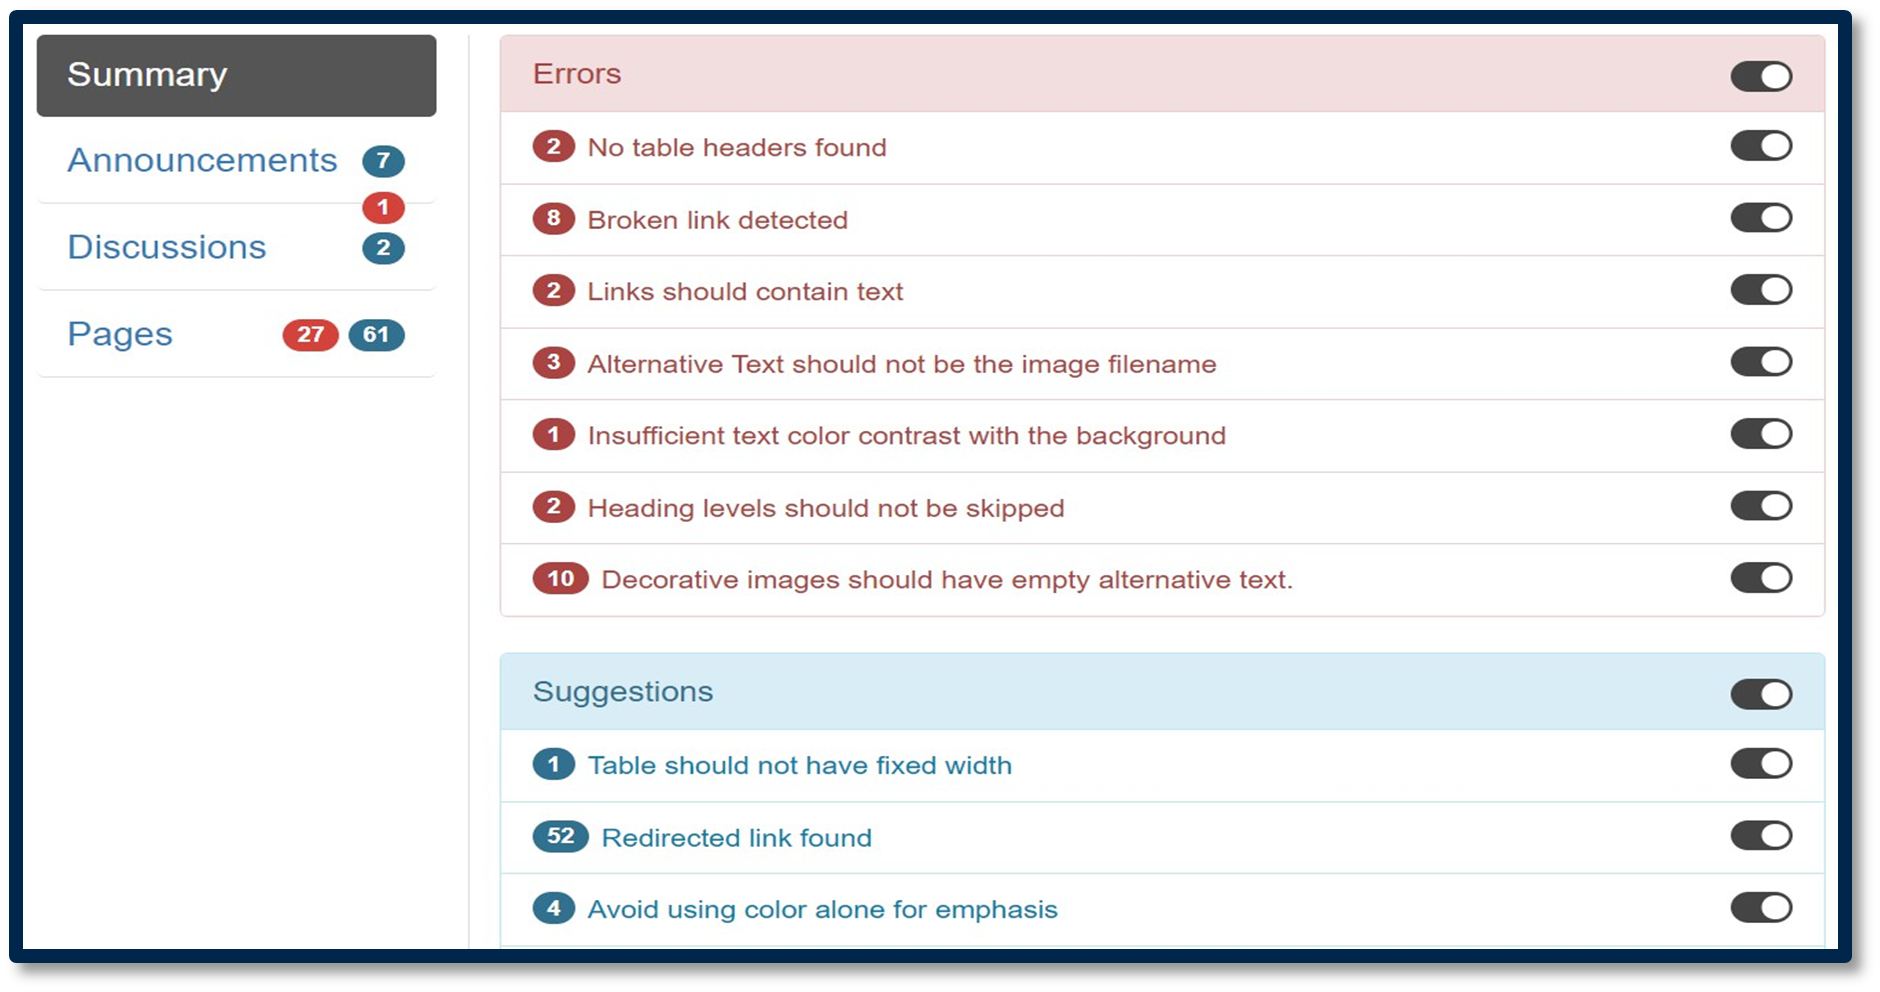 Summary
Announcements 7
1
Discussions 2
Pages 27 61
Errors
2 No table headers found
8 Broken link detected
2 Links should contain text
3 Alternative Text should not be the image filename
1 Insufficient text color contrast with the background
2 Heading levels should not be skipped
10 Decorative images should have empty alternative text.
Suggestions
1 Table should not have fixed width
52 Redirected link found
4 Avoid using color alone for emphasis